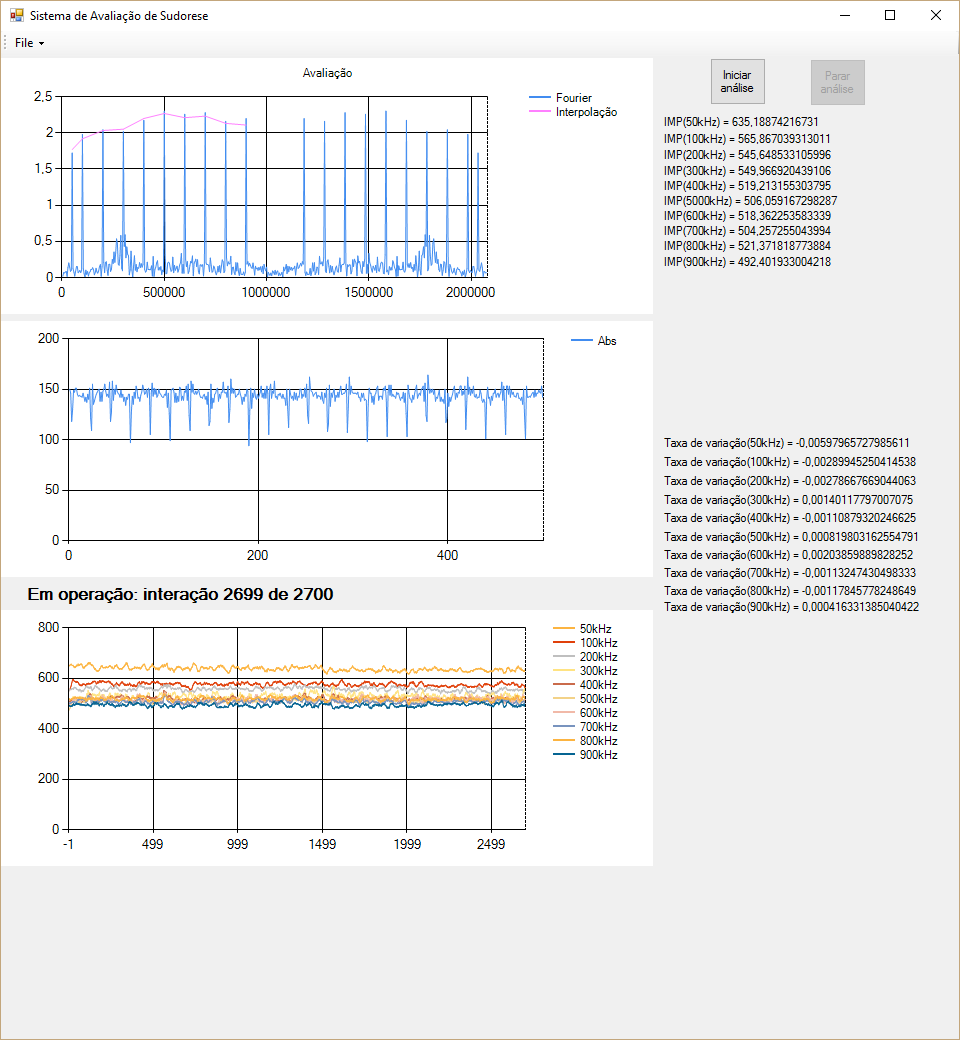 Sistema de Avaliação de Sudorese
File
Avaliação
2,5
2
1,5
1
0,5
0
0 500000 1000000 1500000 2000000
Fourier
Interpolação
Iniciar
análise
Parar
análise
IMP(50kHz) = 635,18874216731
IMP(100kHz) = 565,867039313011
IMP(200kHz) = 545,648533105996
IMP(300kHz) = 549,966920439106
IMP(400kHz) = 519,213155303795
IMP(5000kHz) = 506,059167298287
IMP(600kHz) = 518,362253583339
IMP(700kHz) = 504,257255043994
IMP(800kHz) = 521,371818773884
IMP(900kHz) = 492,401933004218
200
150
100
50
0
0 200 400
Abs
Taxa de variação(50kHz) = -0,00597965727985611
Taxa de variação(100kHz) = -0,00289945250414538
Taxa de variação(200kHz) = -0,00278667669044063
Taxa de variação(300kHz) = 0,00140117797007075
Taxa de variação(400kHz) = -0,00110879320246625
Taxa de variação(500kHz) = 0,000819803162554791
Taxa de variação(600kHz) = 0,00203859889828252
Taxa de variação(700kHz) = -0,00113247430498333
Taxa de variação(800kHz) = -0,00117845778248649
Taxa de variação(900kHz) = 0,000416331385040422
Em operação: interação 2699 de 2700
800
600
400
200
0
-1 499 999 1499 1999 2499
50kHz
100kHz
200kHz
300kHz
400kHz
500kHz
600kHz
700kHz
800kHz
900kHz